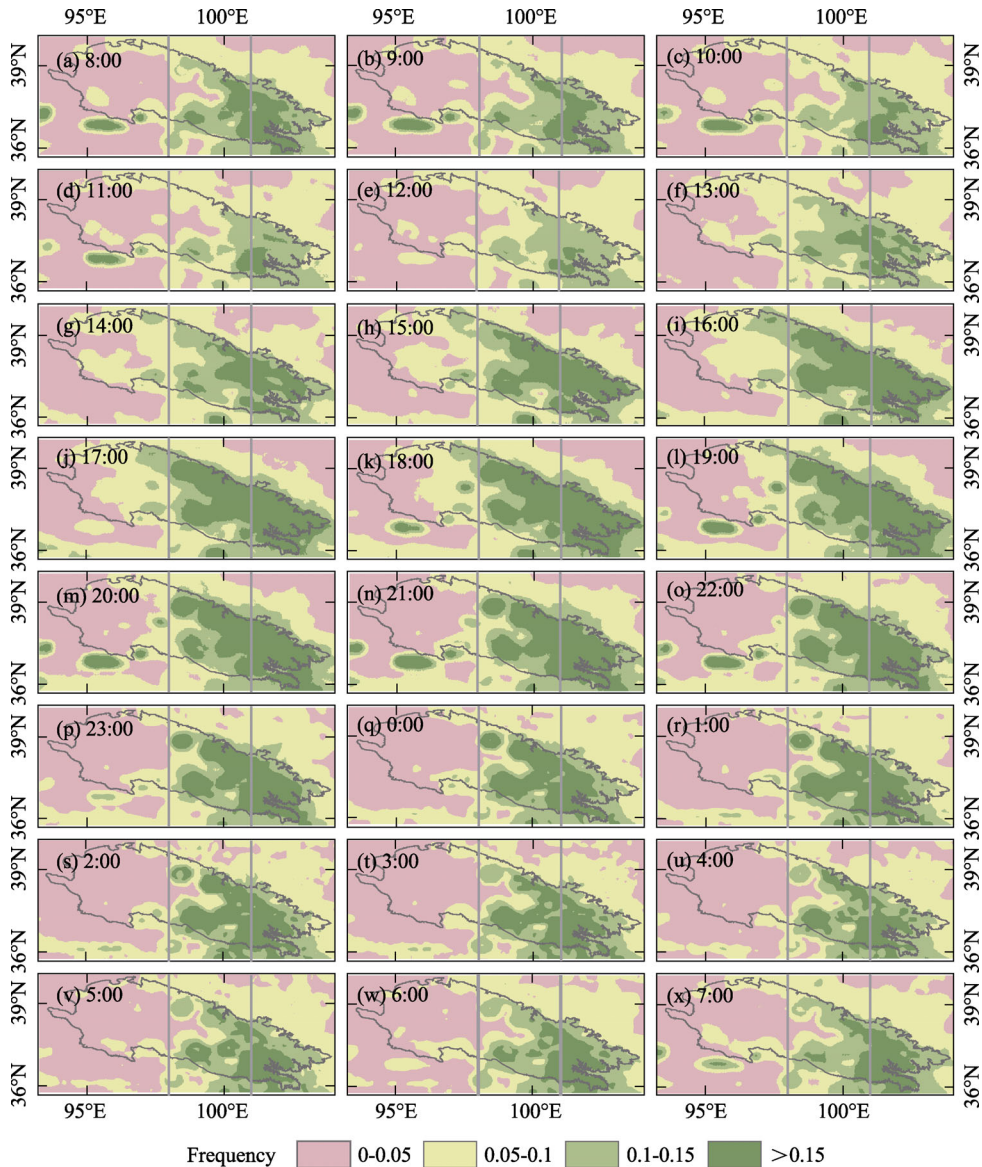 95°E 100°E 95°E 100°E 95°E 100°E
39°N (a) 8:00 (b) 9:00 (c) 10:00 39°N
36°N 36°N
39°N (d) 11:00 (e) 12:00 (f) 13:00 39°N
36°N 36°N
39°N (g) 14:00 (h) 15:00 (i) 16:00 39°N
36°N 36°N
39°N (j) 17:00 (k) 18:00 (l) 19:00 39°N
36°N 36°N
39°N (m) 20:00 (n) 21:00 (o) 22:00 39°N
36°N 36°N
39°N (p) 23:00 (q) 0:00 (r) 1:00 39°N
36°N 36°N
39°N (s) 2:00 (t) 3:00 (u) 4:00 39°N
36°N 36°N
39°N (v) 5:00 (w) 6:00 (x) 7:00 39°N
36°N 36°N
95°E 100°E 95°E 100°E 95°E 100°E
Frequency 0-0.05 0.05-0.1 0.1-0.15 >0.15